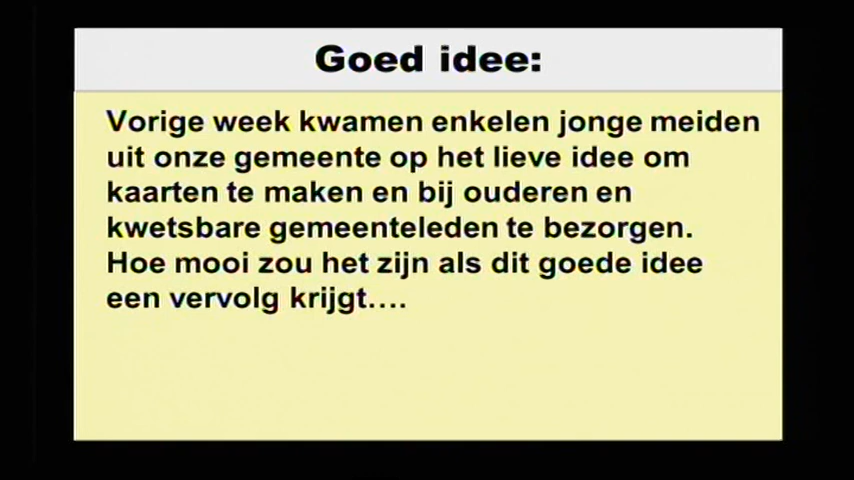 Goed idee:
Vorige week kwamen enkelen jonge meiden
uit onze gemeente op het lieve idee om
kaarten te maken en bij ouderen en
kwetsbare gemeenteleden te bezorgen.
Hoe mooi zou het zijn als dit goede idee
een vervolg krijgt….